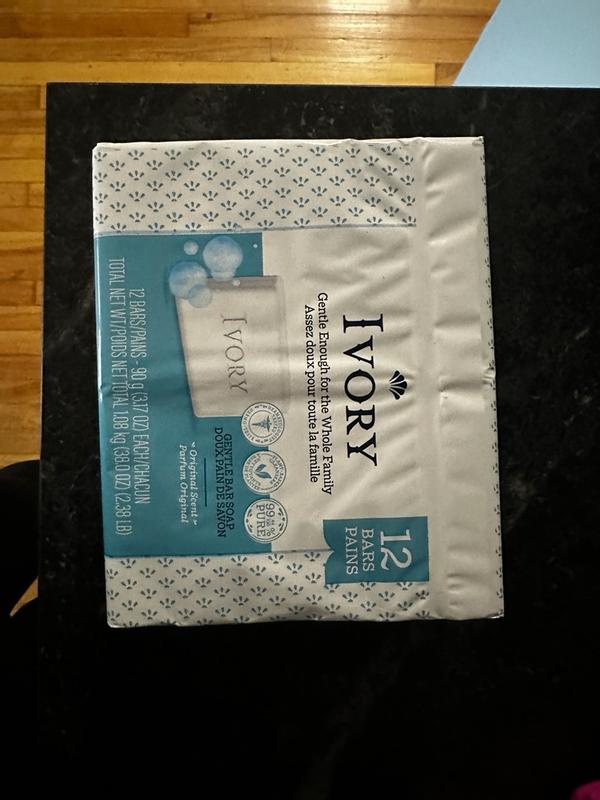 IVORY
Gentle Enough for the Whole Family
Assez doux pour toute la famille
12
BARS
PAINS
IVORY
99
PURE
GENTLE BAR SOAP
DOUX PAIN DE SAVON
Original Scent
Parfum Original
12 BARS/PAINS - 90 g (3.17 OZ) EACH/CHACUN
TOTAL NET WT/POIDS NET TOTAL 1.08 kg (38.0 OZ) (2.38 LB)